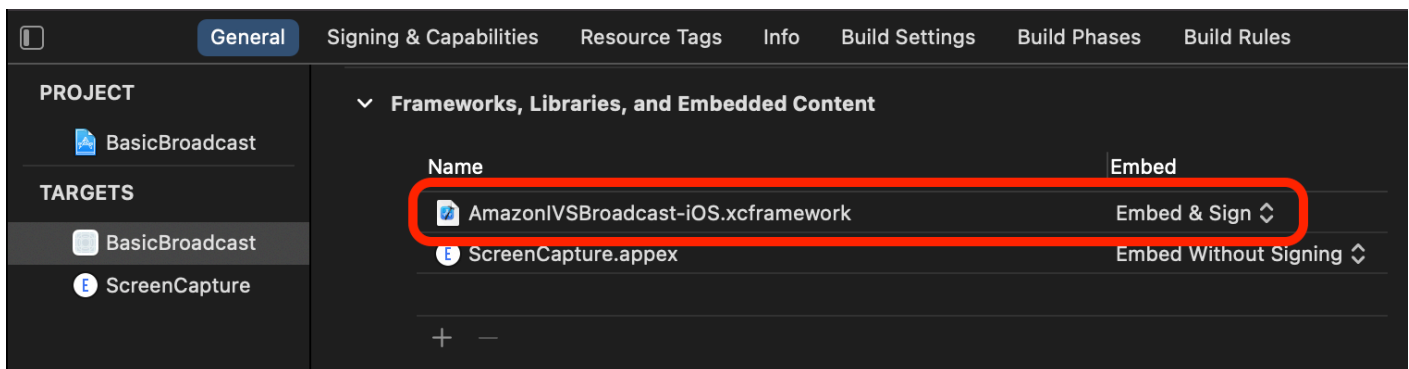 General Signing & Capabilities Resource Tags Info Build Settings Build Phases Build Rules
PROJECT
BasicBroadcast
TARGETS
BasicBroadcast
E ScreenCapture
Frameworks, Libraries, and Embedded Content
Name Embed
AmazonIVSBroadcast-iOS.xcframework Embed & Sign
E ScreenCapture.appex Embed Without Signing